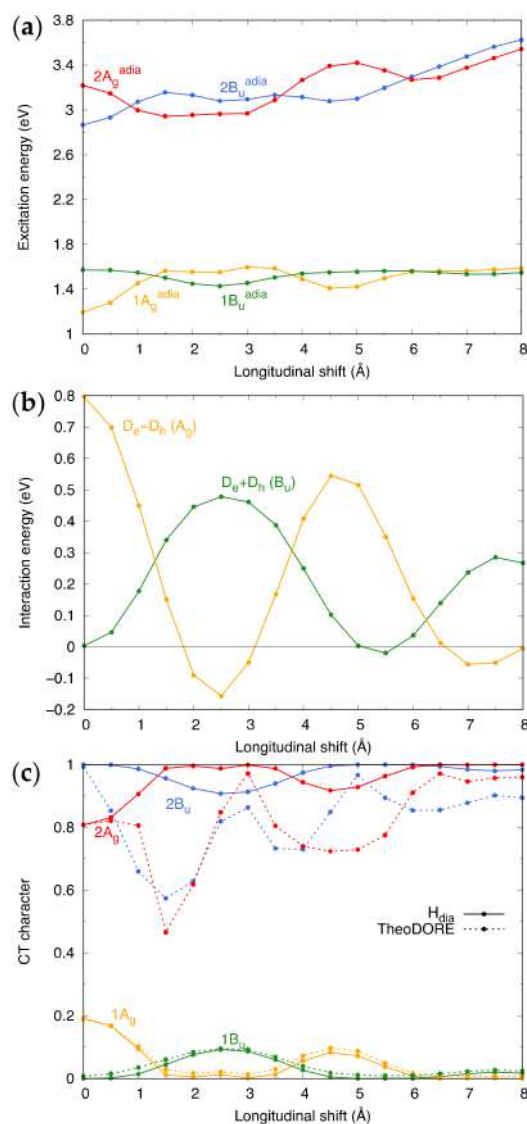 (a)
3.8
3.4
3
2.6
2.2
1.8
1.4
1
Excitation energy (eV)
2Ag adia
2Bu adia
1Ag adia
1Bu adia
0 1 2 3 4 5 6 7 8
Longitudinal shift (Å)
(b)
0.8
0.7
0.6
0.5
0.4
0.3
0.2
0.1
0
−0.1
−0.2
Interaction energy (eV)
De−Dh (Ag)
De+Dh (Bu)
0 1 2 3 4 5 6 7 8
Longitudinal shift (Å)
(c)
1
0.8
0.6
0.4
0.2
0
CT character
2Bu
2Ag
Hdia
TheoDORE
1Ag
1Bu
0 1 2 3 4 5 6 7 8
Longitudinal shift (Å)